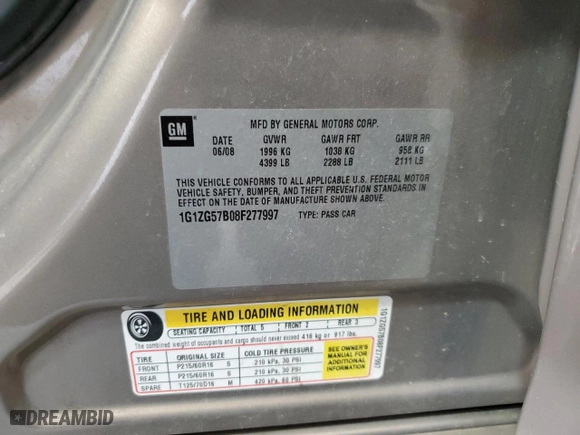 GM
MFD BY GENERAL MOTORS CORP.
DATE GVWR GAWR FRT GAWR RR
06/08 1996 KG 1038 KG 958 KG
4399 LB 2288 LB 2111 LB
THIS VEHICLE CONFORMS TO ALL APPLICABLE U.S. FEDERAL MOTOR
VEHICLE SAFETY, BUMPER, AND THEFT PREVENTION STANDARDS
IN EFFECT ON THE DATE OF MANUFACTURE SHOWN ABOVE.
1G1ZG57B08F277997 TYPE: PASS CAR
TIRE AND LOADING INFORMATION
SEATING CAPACITY TOTAL 5 FRONT 2 REAR 3
The combined weight of occupants and cargo should never exceed 416 kg or 917 lbs.
TIRE ORIGINAL SIZE COLD TIRE PRESSURE
FRONT P215/60R16 S 210 kPa, 30 PSI
REAR P215/60R16 S 210 kPa, 30 PSI
SPARE T125/70D16 M 420 kPa, 60 PSI
SEE OWNER'S
MANUAL FOR
ADDITIONAL
INFORMATION
1G1ZG57B08F277997
DREAMBID